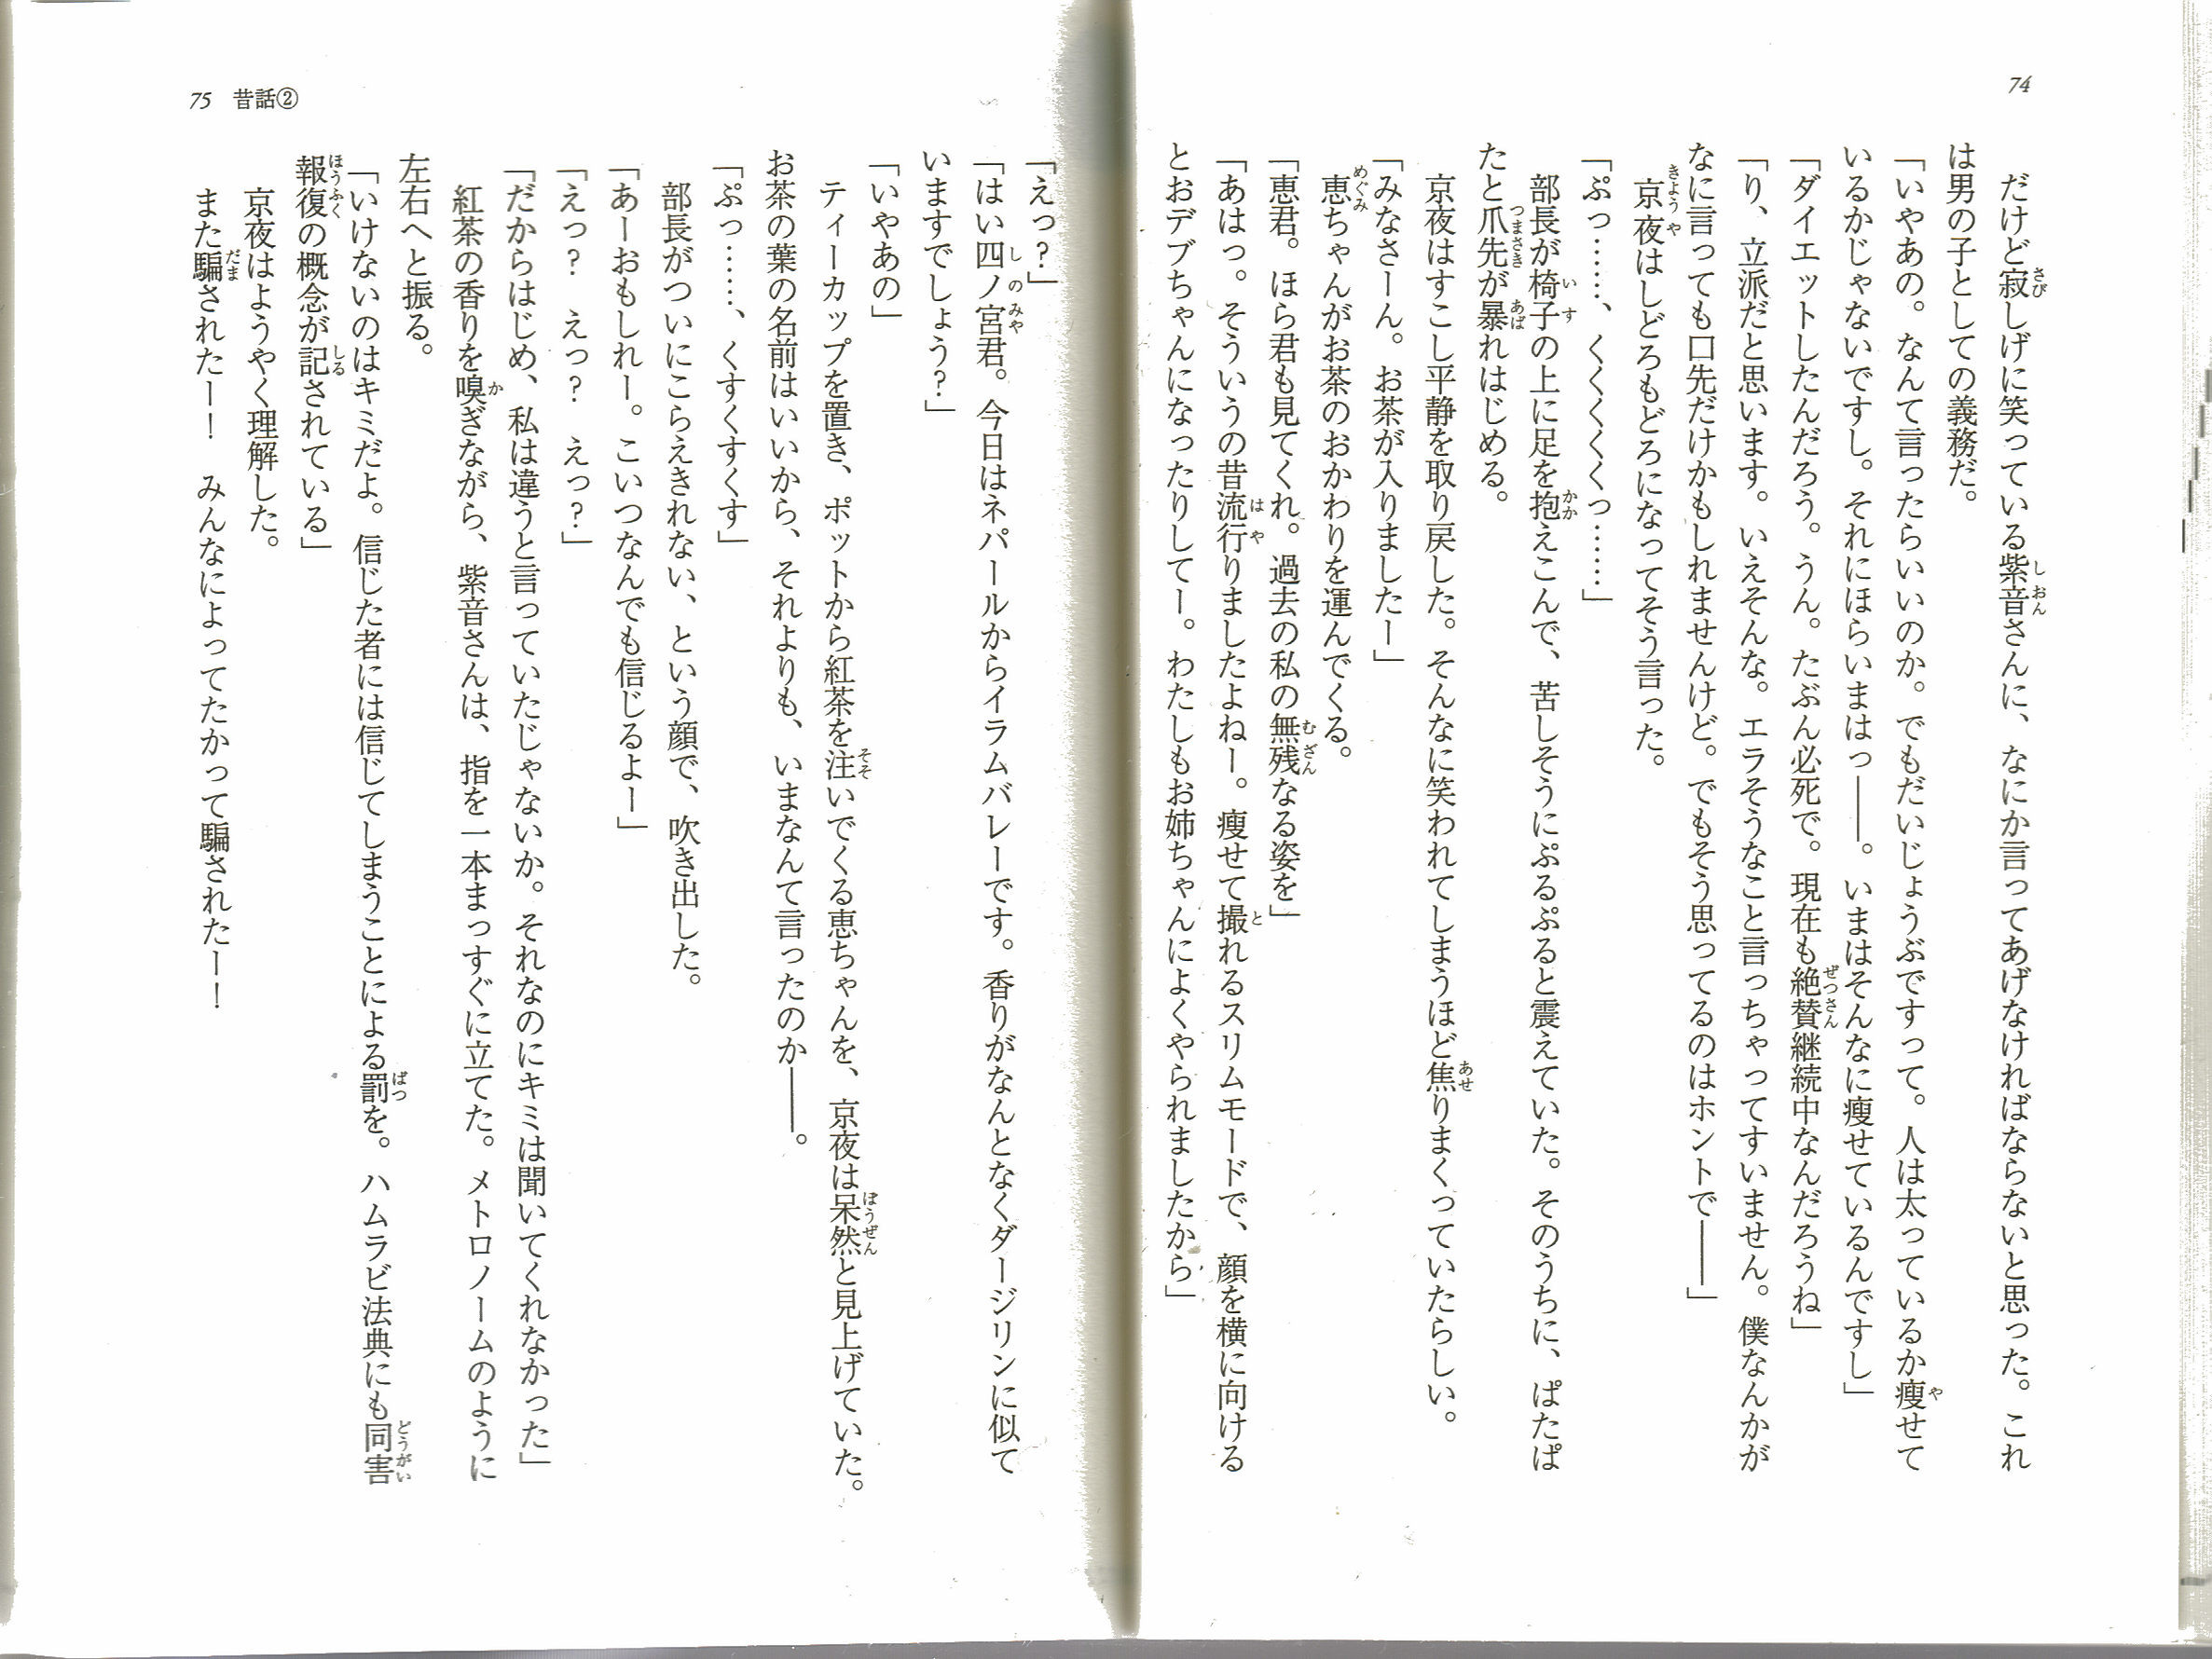 74
だけど寂しげに笑っている紫音さんに、なにか言ってあげなければならないと思った。これ
は男の子としての義務だ。
「いやあの。なんて言ったらいいのか。でもだいじょうぶですって。人は太っているか瘦せて
いるかじゃないですし。それにほらいまはっ――。いまはそんなに瘦せているんですし」
「ダイエットしたんだろう。うん。たぶん必死で。現在も絶賛継続中なんだろうね」
「り、立派だと思います。いえそんな。エラそうなこと言っちゃってすいません。僕なんかが
なに言っても口先だけかもしれませんけど。でもそう思ってるのはホントで――」
京夜はしどろもどろになってそう言った。
「ぷっ……、くくくくっ……」
部長が椅子の上に足を抱えこんで、苦しそうにぷるぷると震えていた。そのうちに、ぱたぱ
たと爪先が暴れはじめる。
京夜はすこし平静を取り戻した。そんなに笑われてしまうほど焦りまくっていたらしい。
「みなさーん。お茶が入りましたー」
恵ちゃんがお茶のおかわりを運んでくる。
「恵君。ほら君も見てくれ。過去の私の無残なる姿を」
「あはっ。そういうの昔流行りましたよねー。瘦せて撮れるスリムモードで、顔を横に向ける
とおデブちゃんになったりしてー。わたしもお姉ちゃんによくやられましたから」
75 昔話②
「えっ？」
「はい四ノ宮君。今日はネパールからイラムバレーです。香りがなんとなくダージリンに似て
いますでしょう？」
「いやあの」
ティーカップを置き、ポットから紅茶を注いでくる恵ちゃんを、京夜は呆然と見上げていた。
お茶の葉の名前はいいから、それよりも、いまなんて言ったのか――。
「ぷっ……、くすくすくす」
部長がついにこらえきれない、という顔で、吹き出した。
「あーおもしれー。こいつなんでも信じるよー」
「えっ？　えっ？　えっ？」
「だからはじめ、私は違うと言っていたじゃないか。それなのにキミは聞いてくれなかった」
紅茶の香りを嗅ぎながら、紫音さんは、指を一本まっすぐに立てた。メトロノームのように
左右へと振る。
「いけないのはキミだよ。信じた者には信じてしまうことによる罰を。ハムラビ法典にも同害
報復の概念が記されている」
京夜はようやく理解した。
また騙されたー！　みんなによってたかって騙されたー！